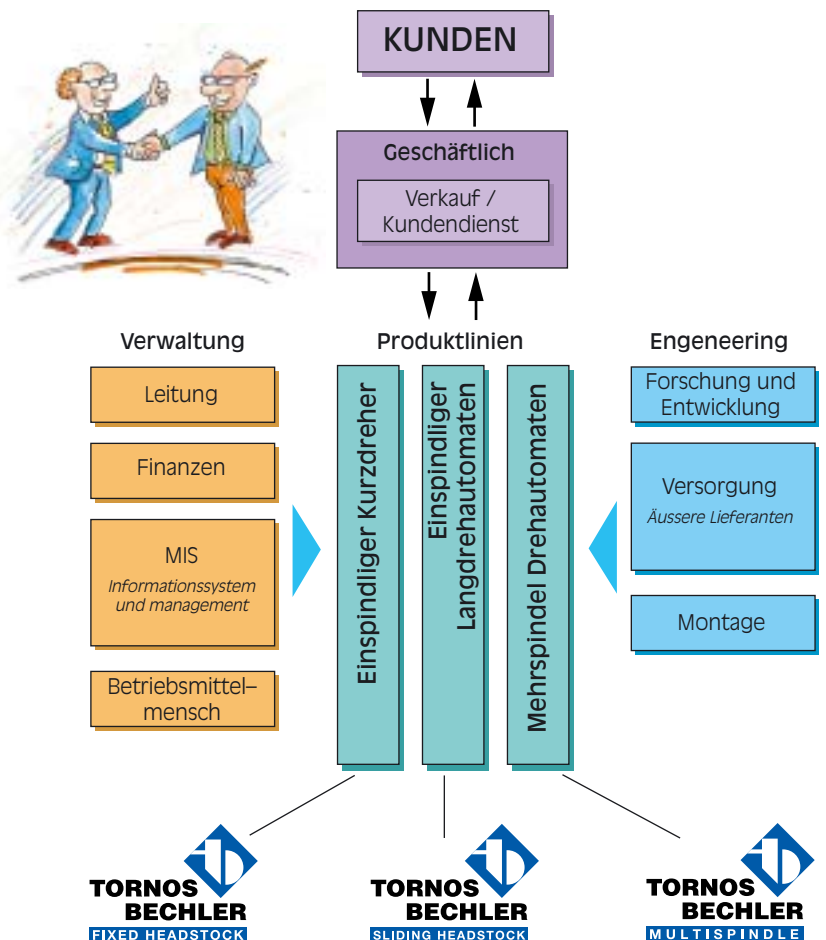 KUNDEN
Geschäftlich
Verkauf /
Kundendienst
Verwaltung
Leitung
Finanzen
MIS
Informationssystem
und management
Betriebsmittel–
mensch
Produktlinien
Einspindliger Kurzdreher
Einspindliger
Langdrehautomaten
Mehrspindel Drehautomaten
Engeneering
Forschung und
Entwicklung
Versorgung
Äussere Lieferanten
Montage
TORNOS
BECHLER
FIXED HEADSTOCK
TORNOS
BECHLER
SLIDING HEADSTOCK
TORNOS
BECHLER
MULTISPINDLE